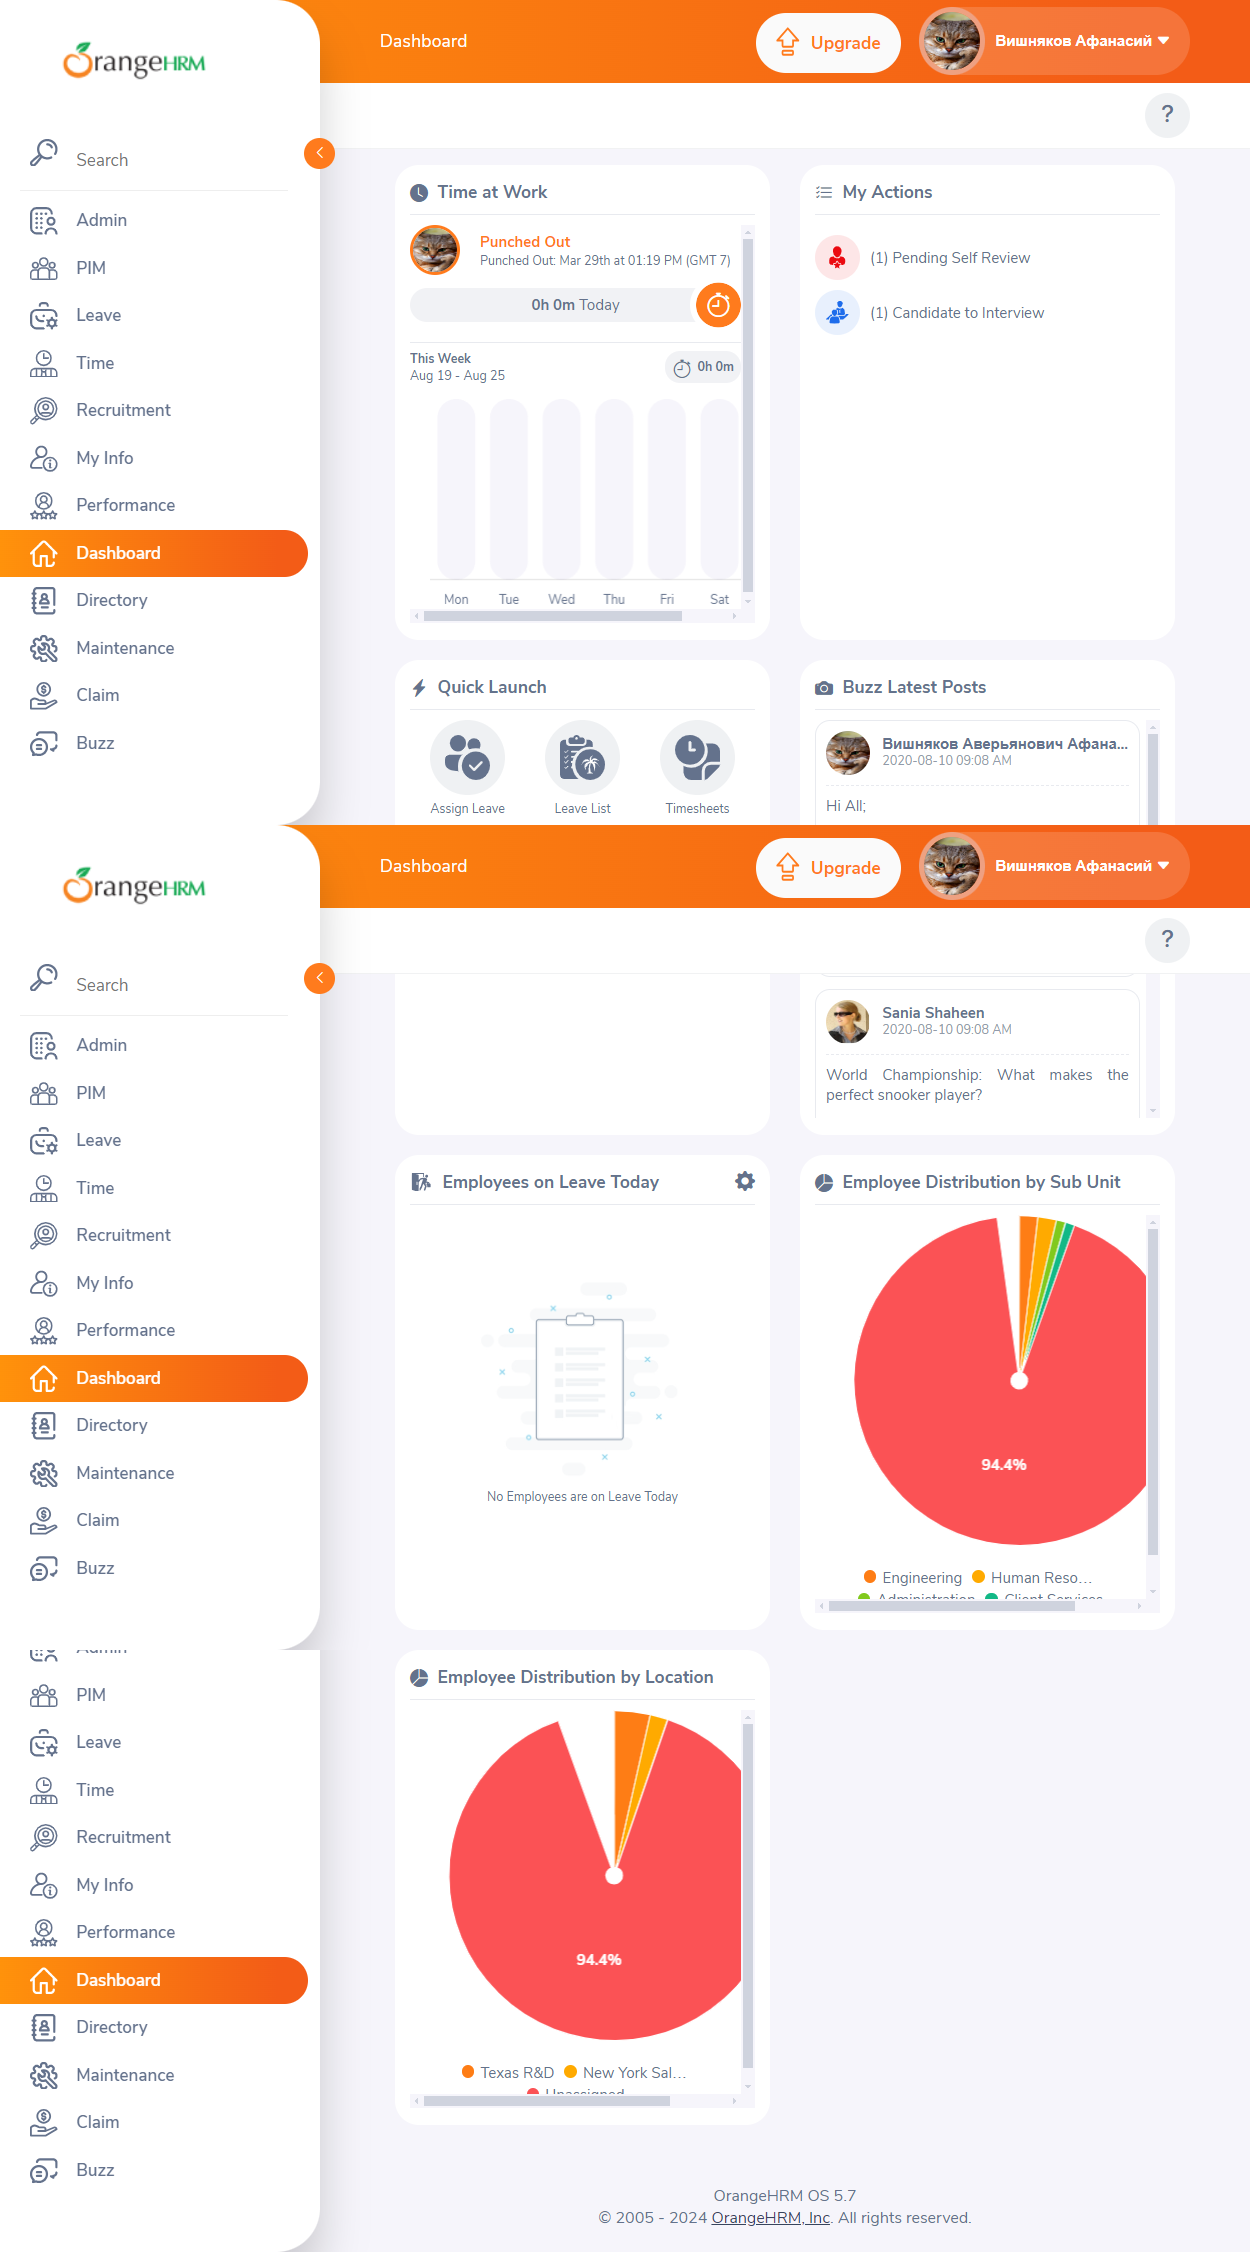 OrangeHRM
Dashboard
Upgrade
Вишняков Афанасий
?
Search
Admin
PIM
Leave
Time
Recruitment
My Info
Performance
Dashboard
Directory
Maintenance
Claim
Buzz
Time at Work
Punched Out
Punched Out: Mar 29th at 01:19 PM (GMT 7)
0h 0m Today
This Week
Aug 19 - Aug 25
0h 0m
Mon Tue Wed Thu Fri Sat
My Actions
(1) Pending Self Review
(1) Candidate to Interview
Quick Launch
Assign Leave
Leave List
Timesheets
Buzz Latest Posts
Вишняков Аверьянович Афана...
2020-08-10 09:08 AM
Hi All;
OrangeHRM
Dashboard
Upgrade
Вишняков Афанасий
?
Search
Admin
PIM
Leave
Time
Recruitment
My Info
Performance
Dashboard
Directory
Maintenance
Claim
Buzz
Sania Shaheen
2020-08-10 09:08 AM
World Championship: What makes the
perfect snooker player?
Employees on Leave Today
No Employees are on Leave Today
Employee Distribution by Sub Unit
94.4%
Engineering
Human Reso...
Administration
Client Services
Admin
PIM
Leave
Time
Recruitment
My Info
Performance
Dashboard
Directory
Maintenance
Claim
Buzz
Employee Distribution by Location
94.4%
Texas R&D
New York Sal...
Unassigned
OrangeHRM OS 5.7
© 2005 - 2024 OrangeHRM, Inc. All rights reserved.